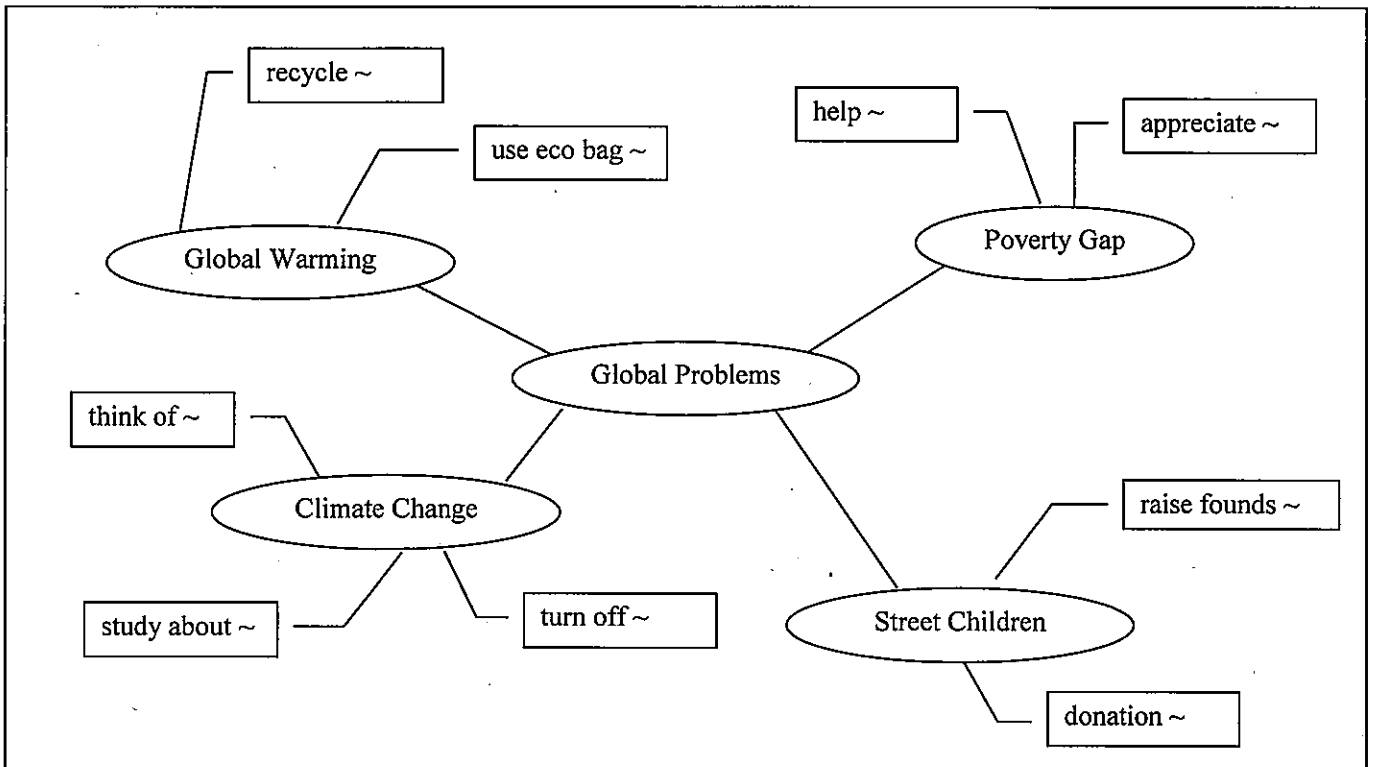 recycle ~
use eco bag ~
help ~
appreciate ~
Global Warming
Poverty Gap
Global Problems
think of ~
Climate Change
raise founds ~
study about ~
turn off ~
Street Children
donation ~